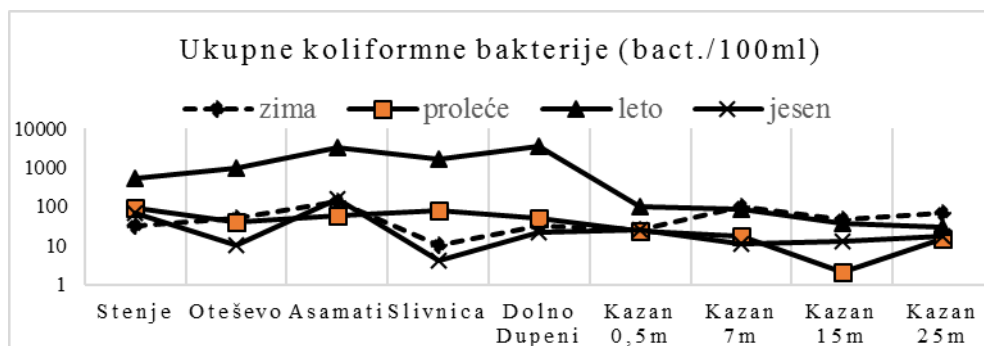 Ukupne koliformne bakterije (bact./100ml)
zima proleće leto jesen
10000
1000
100
10
1
Stenje Oteševo Asamati Slivnica Dolno Dupeni Kazan 0,5m Kazan 7m Kazan 15m Kazan 25m